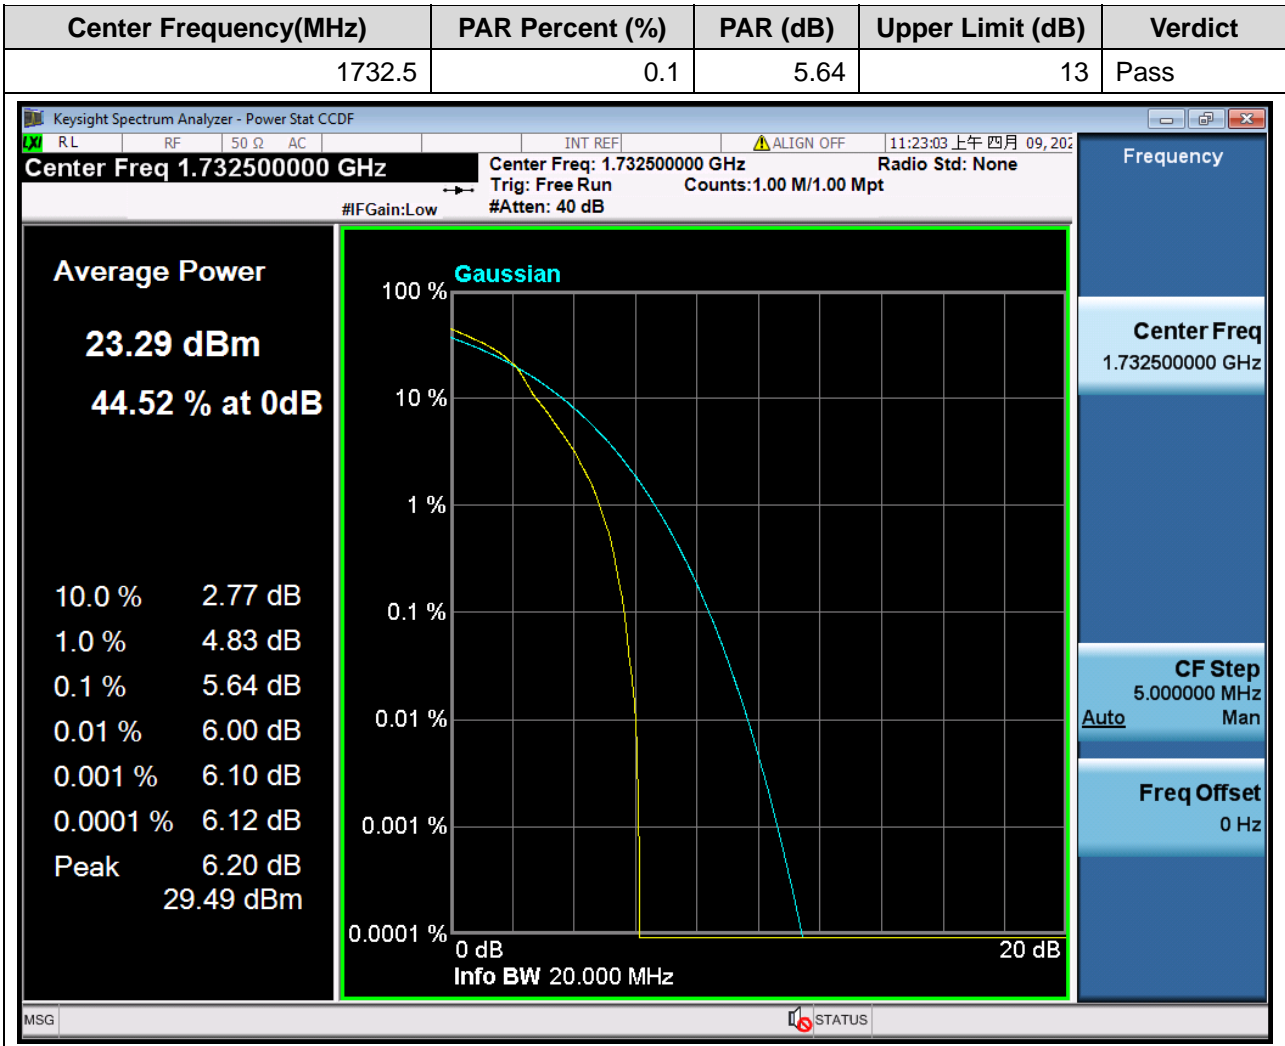 Center Frequency(MHz) PAR Percent (%) PAR (dB) Upper Limit (dB) Verdict
1732.5 0.1 5.64 13 Pass
Keysight Spectrum Analyzer - Power Stat CCDF
LXI RL RF 50 Ω AC INT REF ALIGN OFF 11:23:03 上午 四月 09, 202
Center Freq 1.732500000 GHz
Center Freq: 1.732500000 GHz Radio Std: None
Trig: Free Run Counts:1.00 M/1.00 Mpt
#IFGain:Low #Atten: 40 dB
Frequency
Average Power
23.29 dBm
44.52 % at 0dB
10.0 % 2.77 dB
1.0 % 4.83 dB
0.1 % 5.64 dB
0.01 % 6.00 dB
0.001 % 6.10 dB
0.0001 % 6.12 dB
Peak 6.20 dB
29.49 dBm
Gaussian
100 %
10 %
1 %
0.1 %
0.01 %
0.001 %
0.0001 %
0 dB 20 dB
Info BW 20.000 MHz
Center Freq
1.732500000 GHz
CF Step
5.000000 MHz
Auto Man
Freq Offset
0 Hz
MSG STATUS